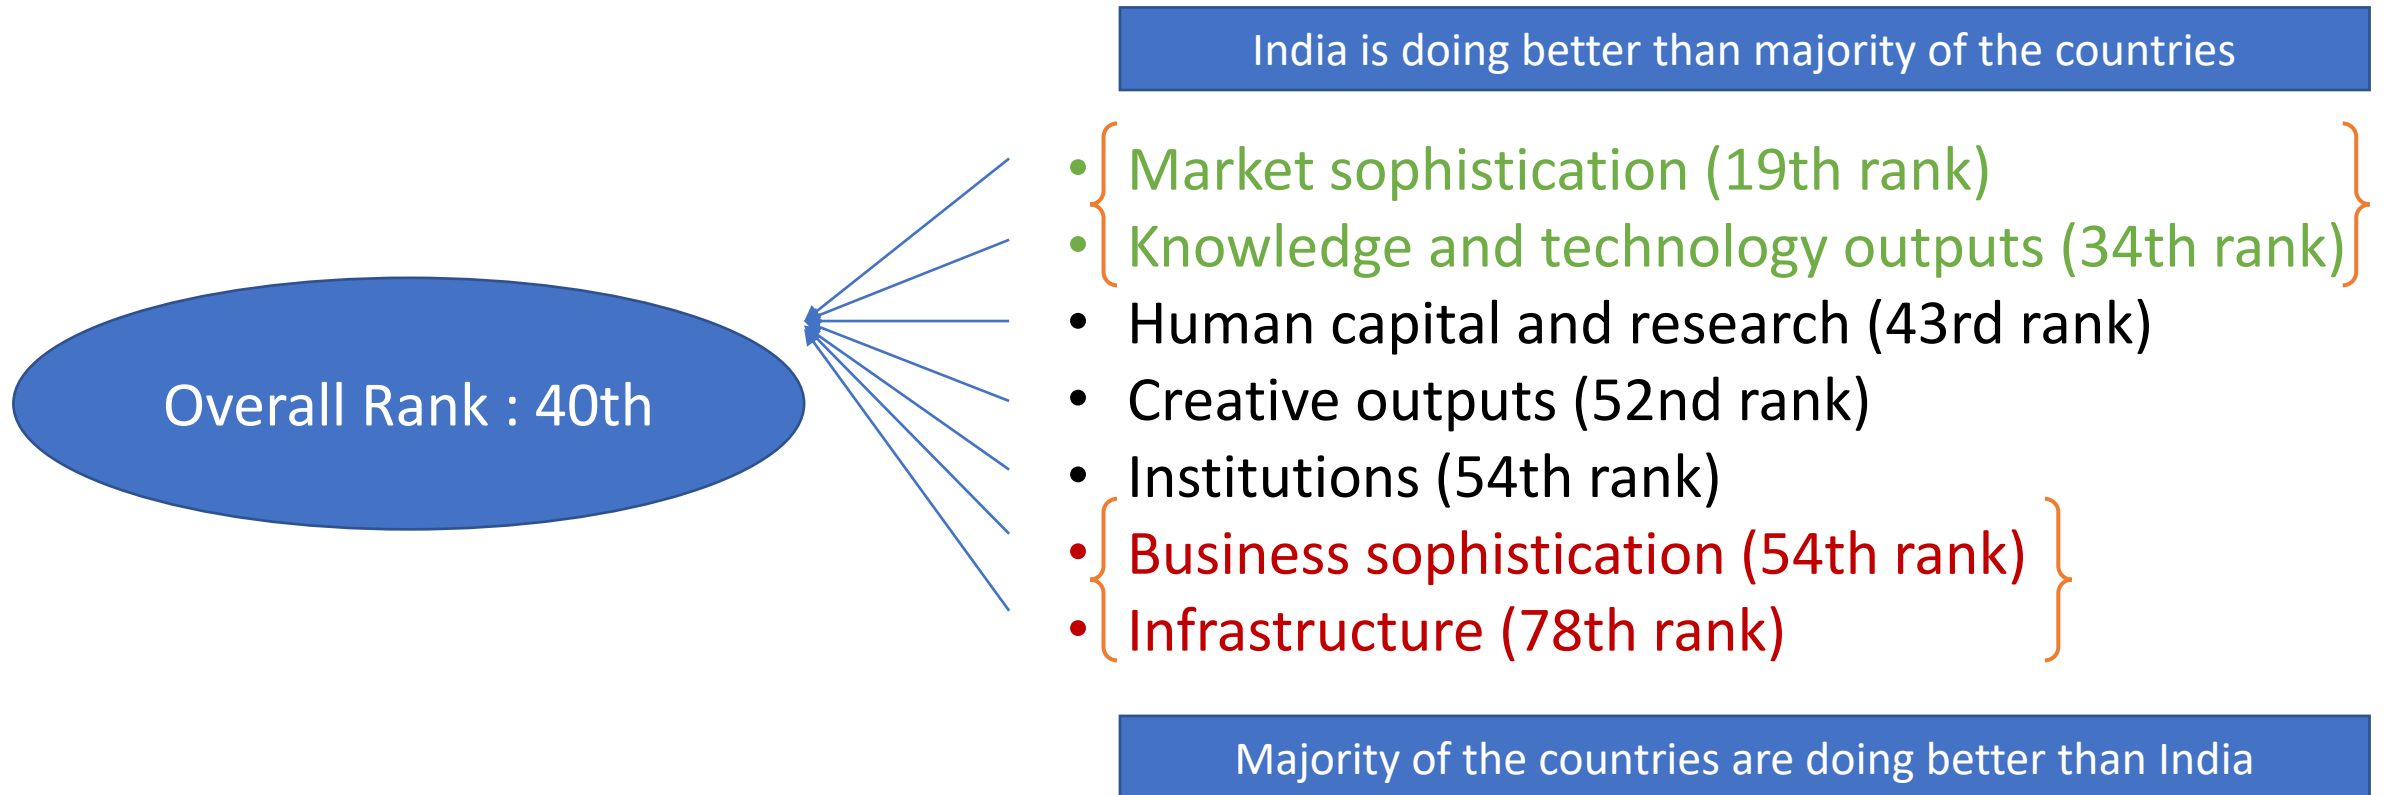 India is doing better than majority of the countries
• Market sophistication (19th rank)
• Knowledge and technology outputs (34th rank)
• Human capital and research (43rd rank)
• Creative outputs (52nd rank)
• Institutions (54th rank)
• Business sophistication (54th rank)
• Infrastructure (78th rank)
Overall Rank : 40th
Majority of the countries are doing better than India